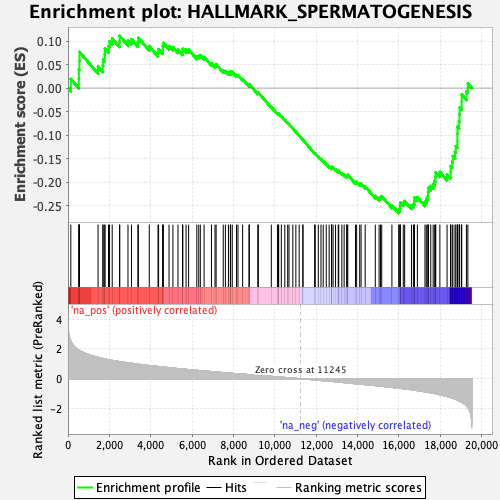 Enrichment plot: HALLMARK_SPERMATOGENESIS
Enrichment score (ES)
0.10
0.05
0.00
-0.05
-0.10
-0.15
-0.20
-0.25
'na_pos' (positively correlated)
Ranked list metric (PreRanked)
4
2
0
-2
Zero cross at 11245
'na_neg' (negatively correlated)
0
2,000
4,000
6,000
8,000
10,000
12,000
14,000
16,000
18,000
20,000
Rank in Ordered Dataset
Enrichment profile
Hits
Ranking metric scores